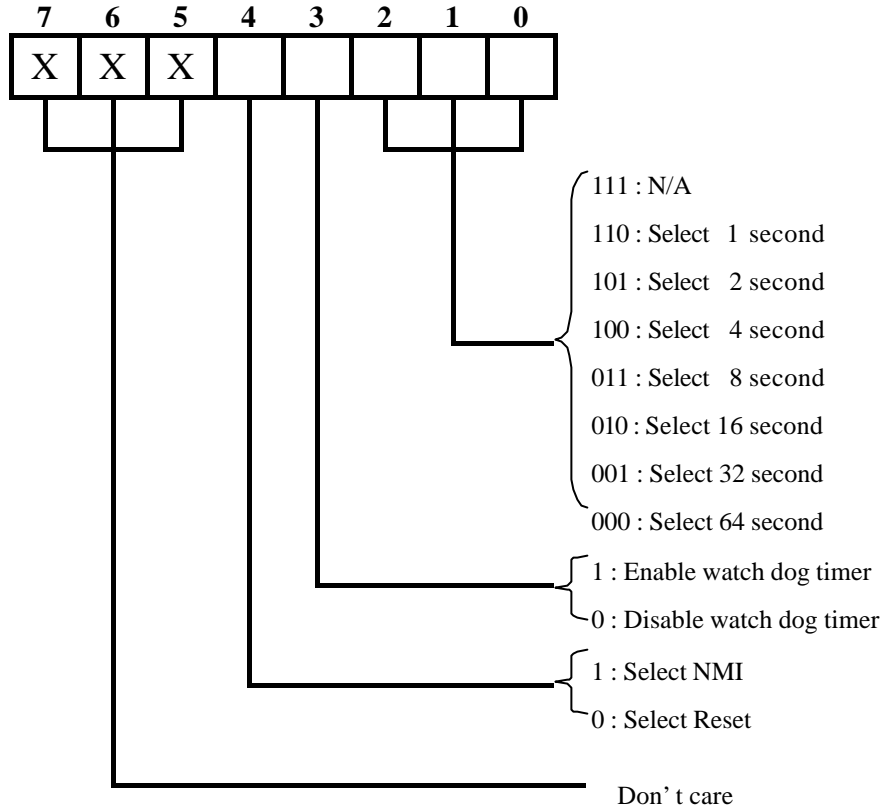 7 6 5 4 3 2 1 0
X X X
111 : N/A
110 : Select 1 second
101 : Select 2 second
100 : Select 4 second
011 : Select 8 second
010 : Select 16 second
001 : Select 32 second
000 : Select 64 second
1 : Enable watch dog timer
0 : Disable watch dog timer
1 : Select NMI
0 : Select Reset
Don' t care